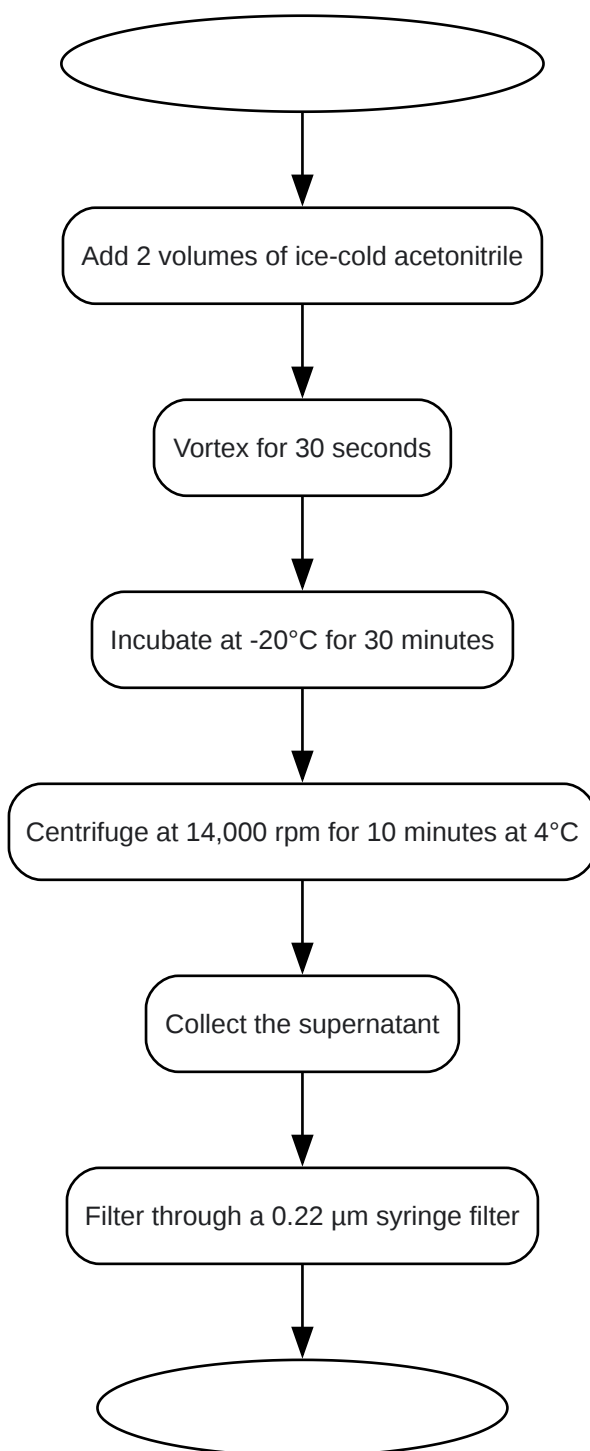 Add 2 volumes of ice-cold acetonitrile
Vortex for 30 seconds
Incubate at -20°C for 30 minutes
Centrifuge at 14,000 rpm for 10 minutes at 4°C
Collect the supernatant
Filter through a 0.22 µm syringe filter